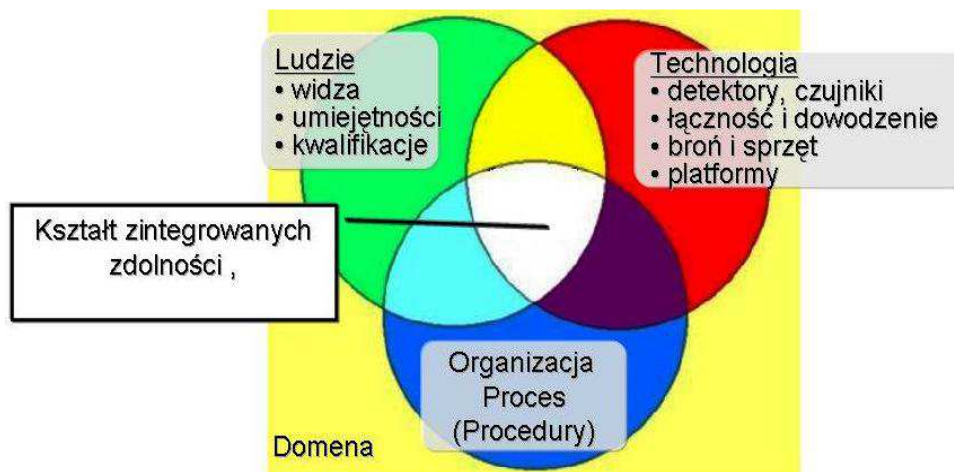 Ludzie
• widza
• umiejętności
• kwalifikacje
Technologia
• detektory, czujniki
• łączność i dowodzenie
• broń i sprzęt
• platformy
Kształt zintegrowanych
zdolności ,
Organizacja
Proces
(Procedury)
Domena